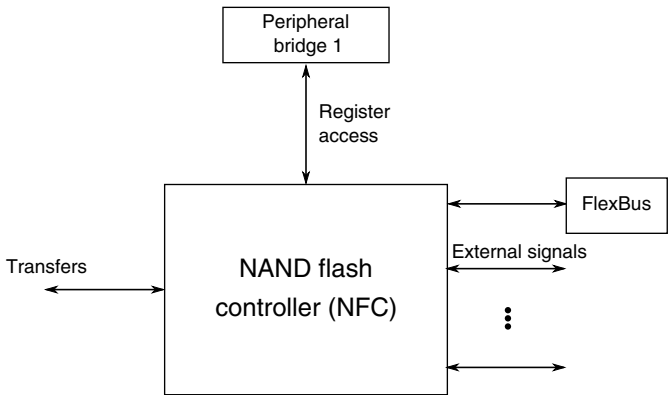 Peripheral
bridge 1
Register
access
FlexBus
External signals
Transfers
NAND flash
controller (NFC)